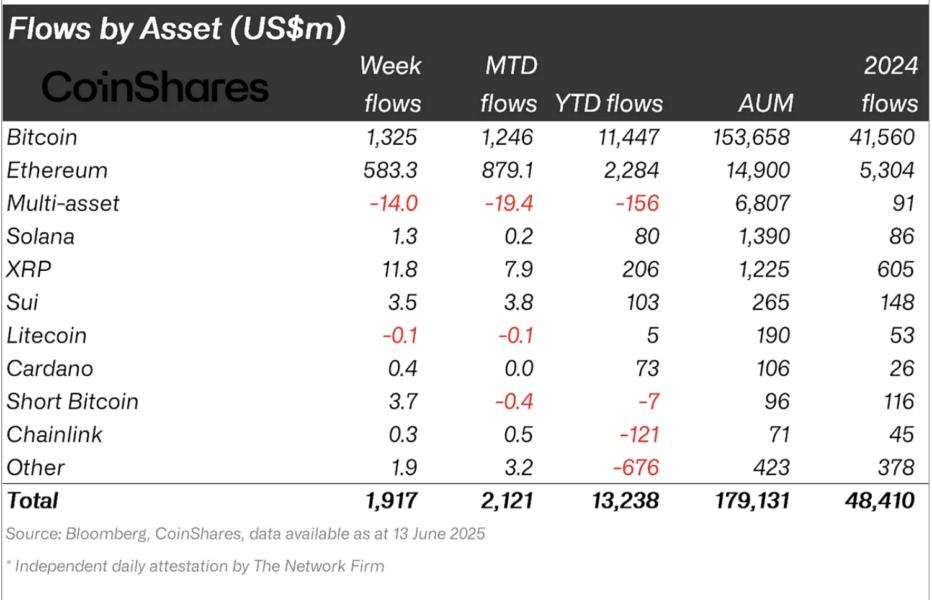 Flows by Asset (US$m)
CoinShares
Week flows MTD flows YTD flows AUM 2024 flows
Bitcoin 1,325 1,246 11,447 153,658 41,560
Ethereum 583.3 879.1 2,284 14,900 5,304
Multi-asset -14.0 -19.4 -156 6,807 91
Solana 1.3 0.2 80 1,390 86
XRP 11.8 7.9 206 1,225 605
Sui 3.5 3.8 103 265 148
Litecoin -0.1 -0.1 5 190 53
Cardano 0.4 0.0 73 106 26
Short Bitcoin 3.7 -0.4 -7 96 116
Chainlink 0.3 0.5 -121 71 45
Other 1.9 3.2 -676 423 378
Total 1,917 2,121 13,238 179,131 48,410
Source: Bloomberg, CoinShares, data available as at 13 June 2025
* Independent daily attestation by The Network Firm